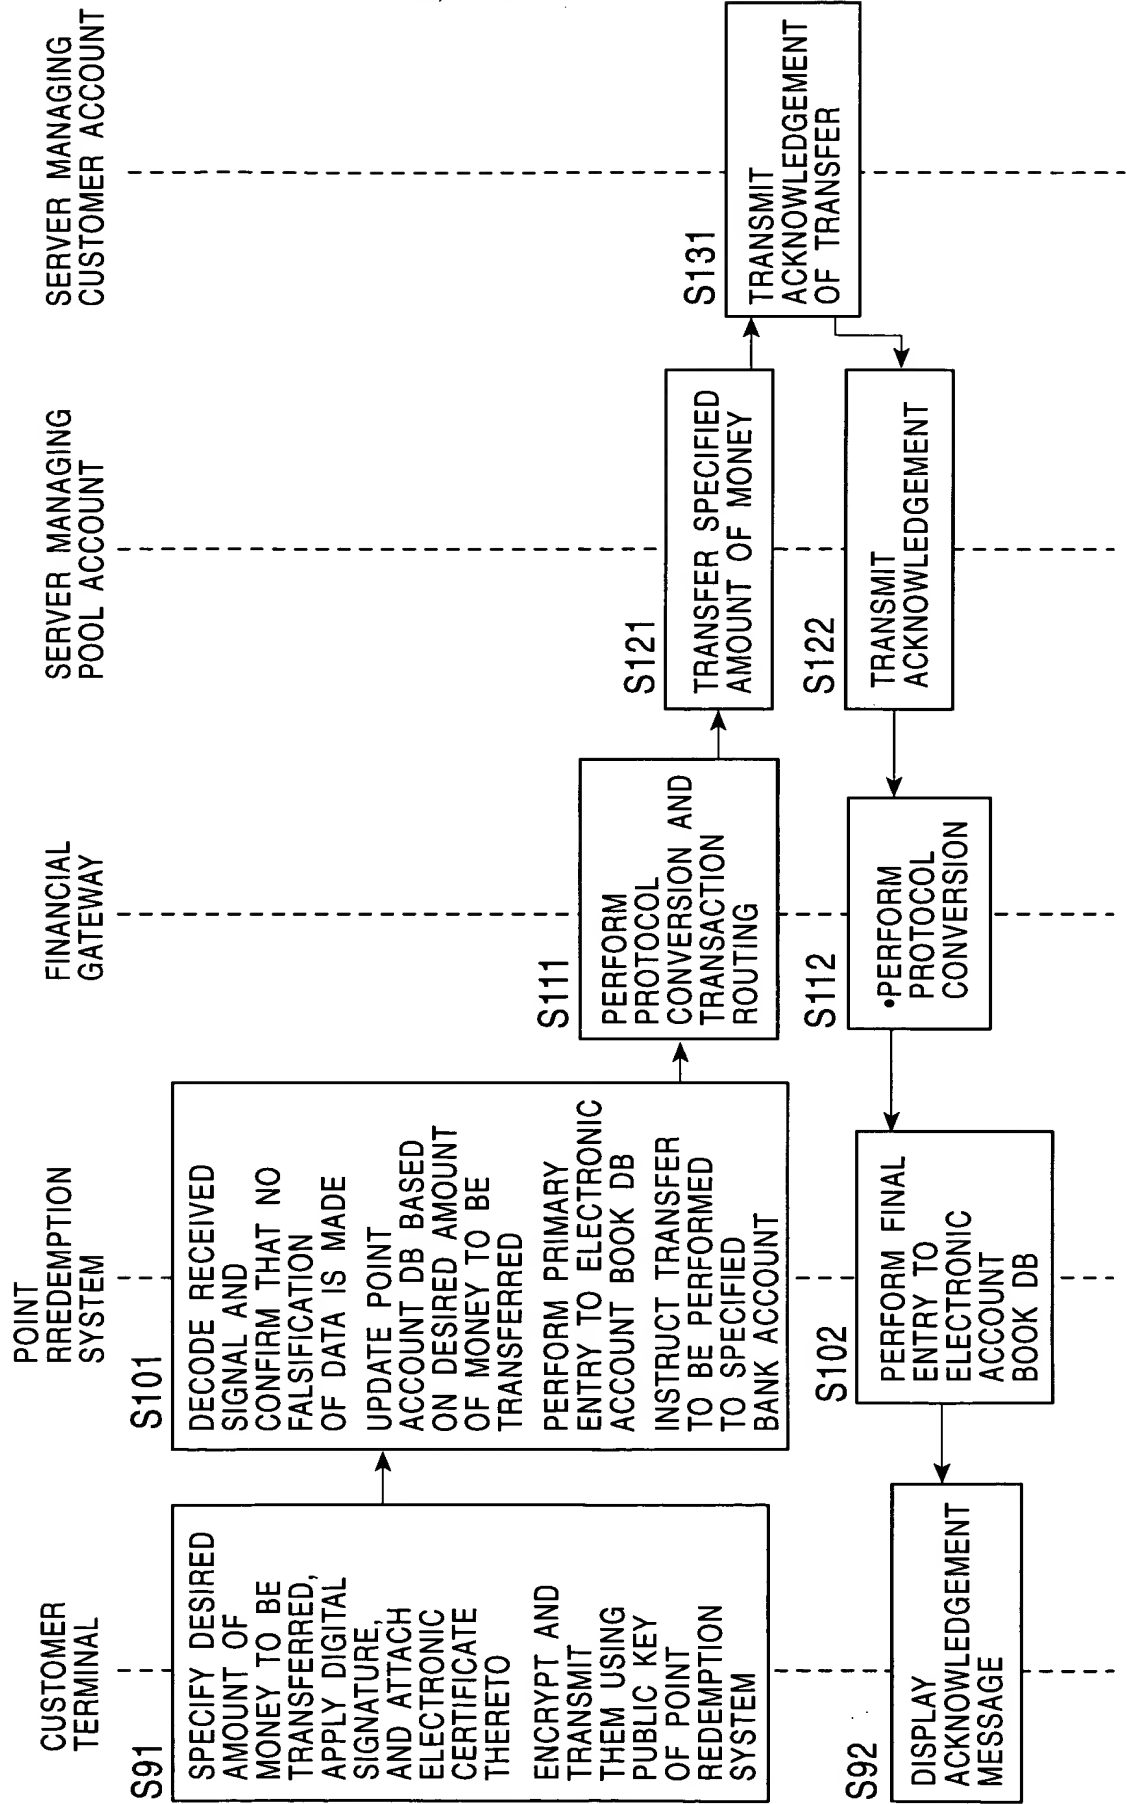 CUSTOMER
TERMINAL
POINT
RREDEMPTION
SYSTEM
FINANCIAL
GATEWAY
SERVER MANAGING
POOL ACCOUNT
SERVER MANAGING
CUSTOMER ACCOUNT
S91
SPECIFY DESIRED
AMOUNT OF
MONEY TO BE
TRANSFERRED,
APPLY DIGITAL
SIGNATURE,
AND ATTACH
ELECTRONIC
CERTIFICATE
THERETO
ENCRYPT AND
TRANSMIT
THEM USING
PUBLIC KEY
OF POINT
REDEMPTION
SYSTEM
S101
DECODE RECEIVED
SIGNAL AND
CONFIRM THAT NO
FALSIFICATION
OF DATA IS MADE
UPDATE POINT
ACCOUNT DB BASED
ON DESIRED AMOUNT
OF MONEY TO BE
TRANSFERRED
PERFORM PRIMARY
ENTRY TO ELECTRONIC
ACCOUNT BOOK DB
INSTRUCT TRANSFER
TO BE PERFORMED
TO SPECIFIED
BANK ACCOUNT
S111
PERFORM
PROTOCOL
CONVERSION AND
TRANSACTION
ROUTING
S121
TRANSFER SPECIFIED
AMOUNT OF MONEY
S131
TRANSMIT
ACKNOWLEDGEMENT
OF TRANSFER
S122
TRANSMIT
ACKNOWLEDGEMENT
S112
•PERFORM
PROTOCOL
CONVERSION
S102
PERFORM FINAL
ENTRY TO
ELECTRONIC
ACCOUNT
BOOK DB
S92
DISPLAY
ACKNOWLEDGEMENT
MESSAGE